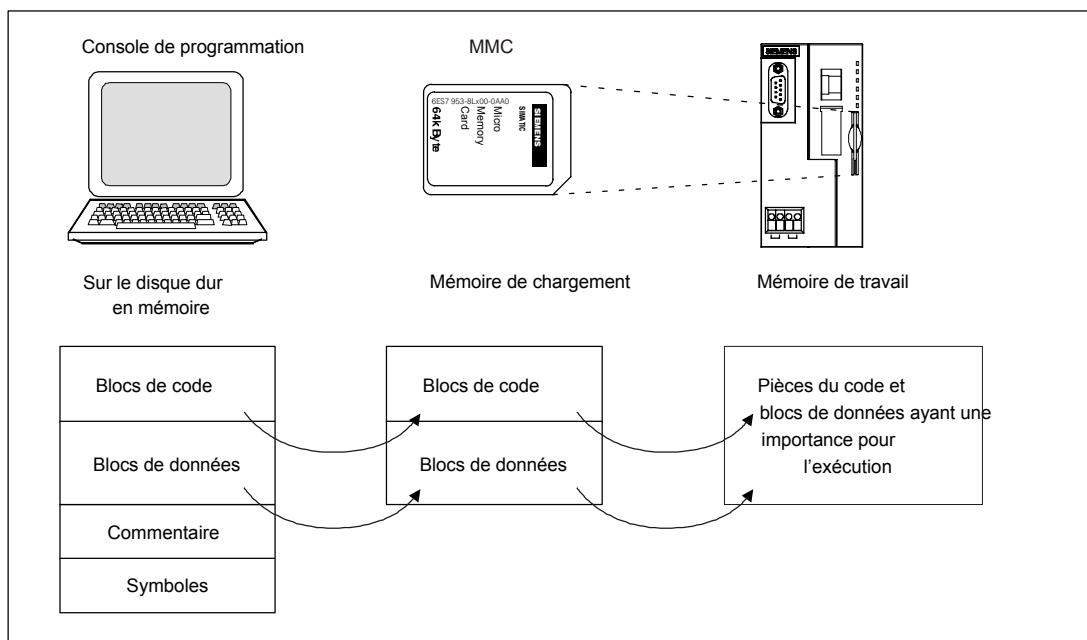 Console de programmation
MMC
SIEMENS
6ES7 953-8Lx00-0AA0
64k Byte
Micro
Memory
Card
SIEMENS
SIMATIC
Sur le disque dur
en mémoire
Mémoire de chargement
Mémoire de travail
Blocs de code
Blocs de données
Commentaire
Symboles
Blocs de code
Blocs de données
Pièces du code et
blocs de données ayant une
importance pour
l'exécution